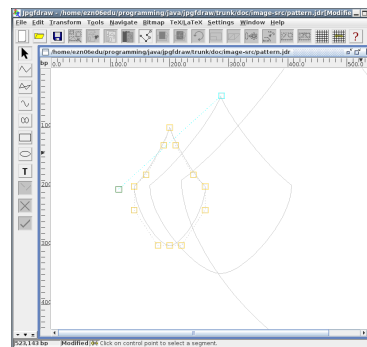 jpgfdraw - /home/ezn06edu/programming/java/jpgfdraw/trunk/doc/image-src/pattern.jdr[Modifie
File Edit Transform Tools Navigate Bitmap TeX/LaTeX Settings Window Help
/home/ezn06edu/programming/java/jpgfdraw/trunk/doc/image-src/pattern.jdr
bp 0.0 100.0 200.0 300.0 400.0 500.0
100
T
200
300
400
523,143 bp Modified Click on control point to select a segment.